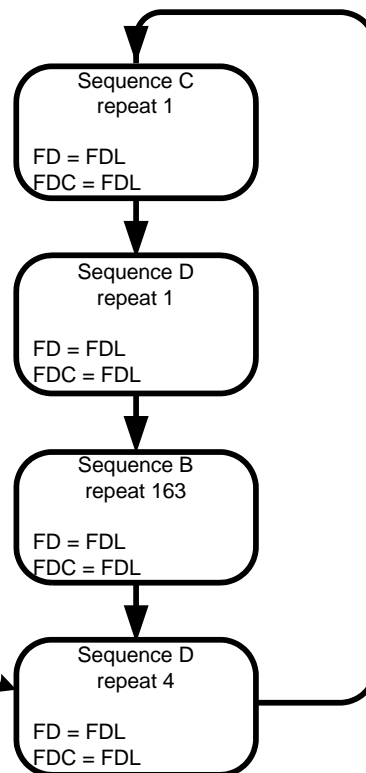 Sequence C
repeat 1
FD = FDL
FDC = FDL
Sequence D
repeat 1
FD = FDL
FDC = FDL
Sequence B
repeat 163
FD = FDL
FDC = FDL
Sequence D
repeat 4
FD = FDL
FDC = FDL